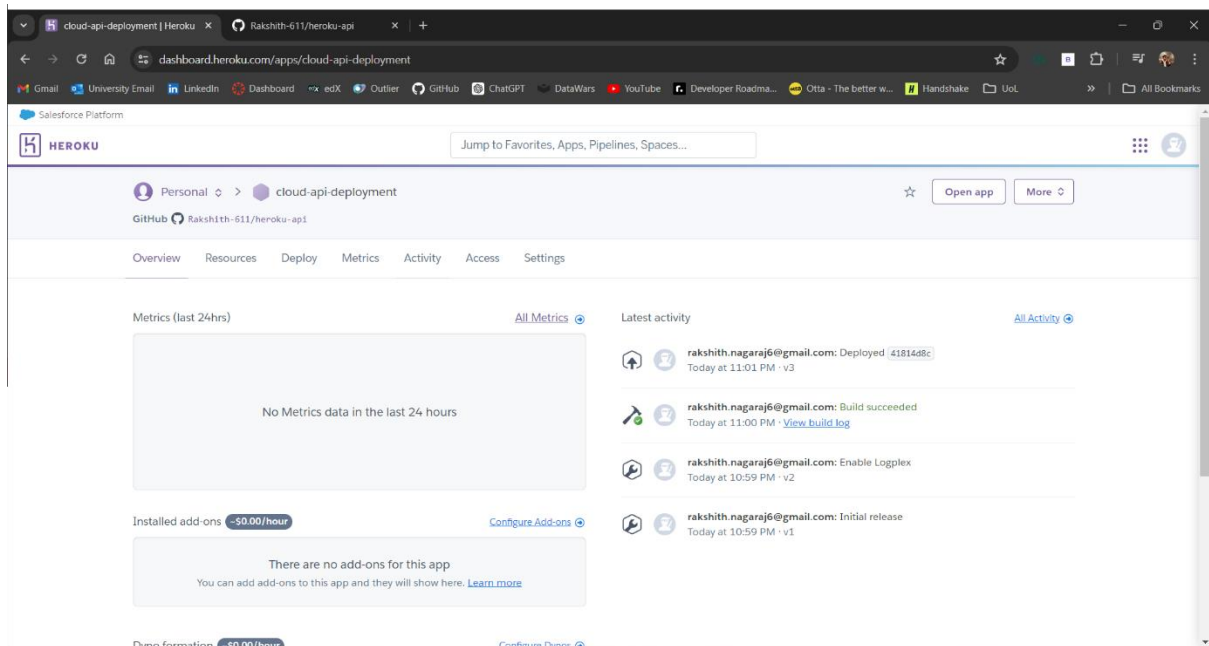 cloud-api-deployment | Heroku
Rakshith-611/heroku-api
dashboard.heroku.com/apps/cloud-api-deployment
Gmail University Email LinkedIn Dashboard edX Outlier GitHub ChatGPT DataWars YouTube Developer Roadma... Otta - The better w... Handshake UoL » All Bookmarks
Salesforce Platform
HEROKU
Jump to Favorites, Apps, Pipelines, Spaces...
Personal > cloud-api-deployment
Open app More
GitHub Rakshith-611/heroku-api
Overview Resources Deploy Metrics Activity Access Settings
Metrics (last 24hrs) All Metrics
No Metrics data in the last 24 hours
Installed add-ons ~$0.00/hour Configure Add-ons
There are no add-ons for this app
You can add add-ons to this app and they will show here. Learn more
Dyno formation ~$0.00/hour Configure Dynos
Latest activity All Activity
rakshith.nagaraj6@gmail.com: Deployed 41814d8c
Today at 11:01 PM · v3
rakshith.nagaraj6@gmail.com: Build succeeded
Today at 11:00 PM · View build log
rakshith.nagaraj6@gmail.com: Enable Logplex
Today at 10:59 PM · v2
rakshith.nagaraj6@gmail.com: Initial release
Today at 10:59 PM · v1